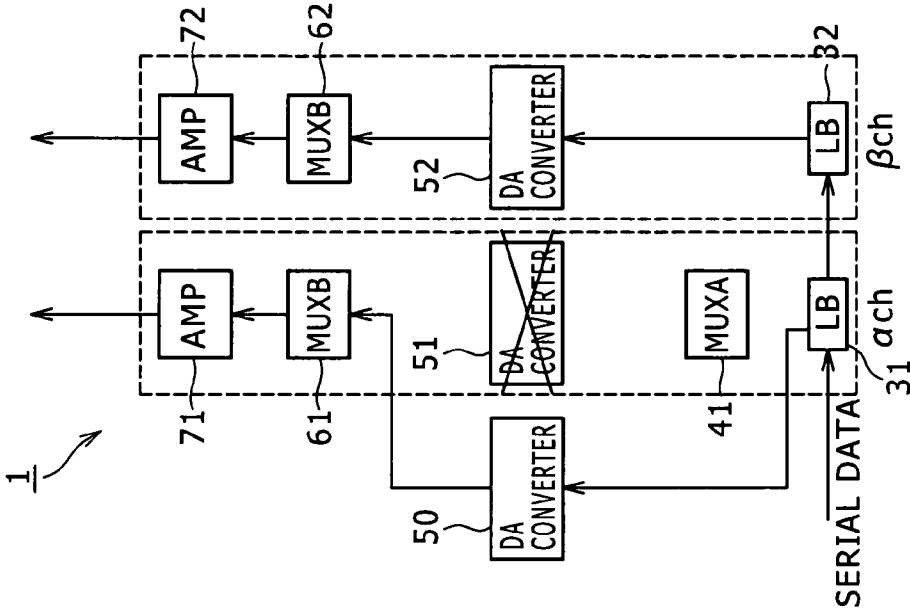 1
72
62
32
AMP
MUXB
52
DA
CONVERTER
LB
βch
AMP
MUXB
51
DA
CONVERTER
MUXA
LB
αch
71
61
41
31
50
DA
CONVERTER
SERIAL DATA